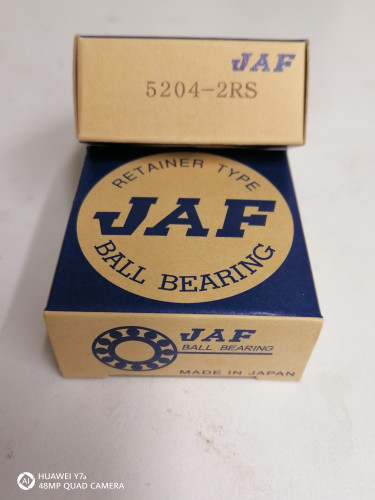 JAF
5204-2RS
RETAINER TYPE
JAF
BALL BEARING
JAF
BALL BEARING
MADE IN JAPAN
AI
HUAWEI Y7a
48MP QUAD CAMERA